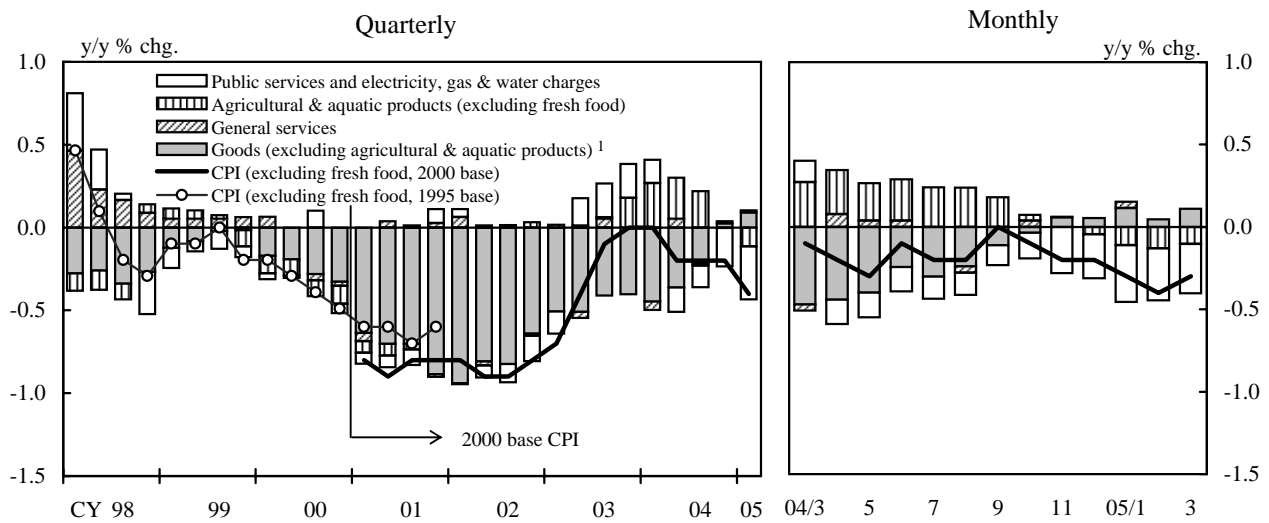 Quarterly
Monthly
y/y % chg.
y/y % chg.
1.0
0.5
0.0
-0.5
-1.0
-1.5
Public services and electricity, gas & water charges
Agricultural & aquatic products (excluding fresh food)
General services
Goods (excluding agricultural & aquatic products) 1
CPI (excluding fresh food, 2000 base)
CPI (excluding fresh food, 1995 base)
2000 base CPI
CY 98 99 00 01 02 03 04 05
1.0
0.5
0.0
-0.5
-1.0
-1.5
04/3 5 7 9 11 05/1 3